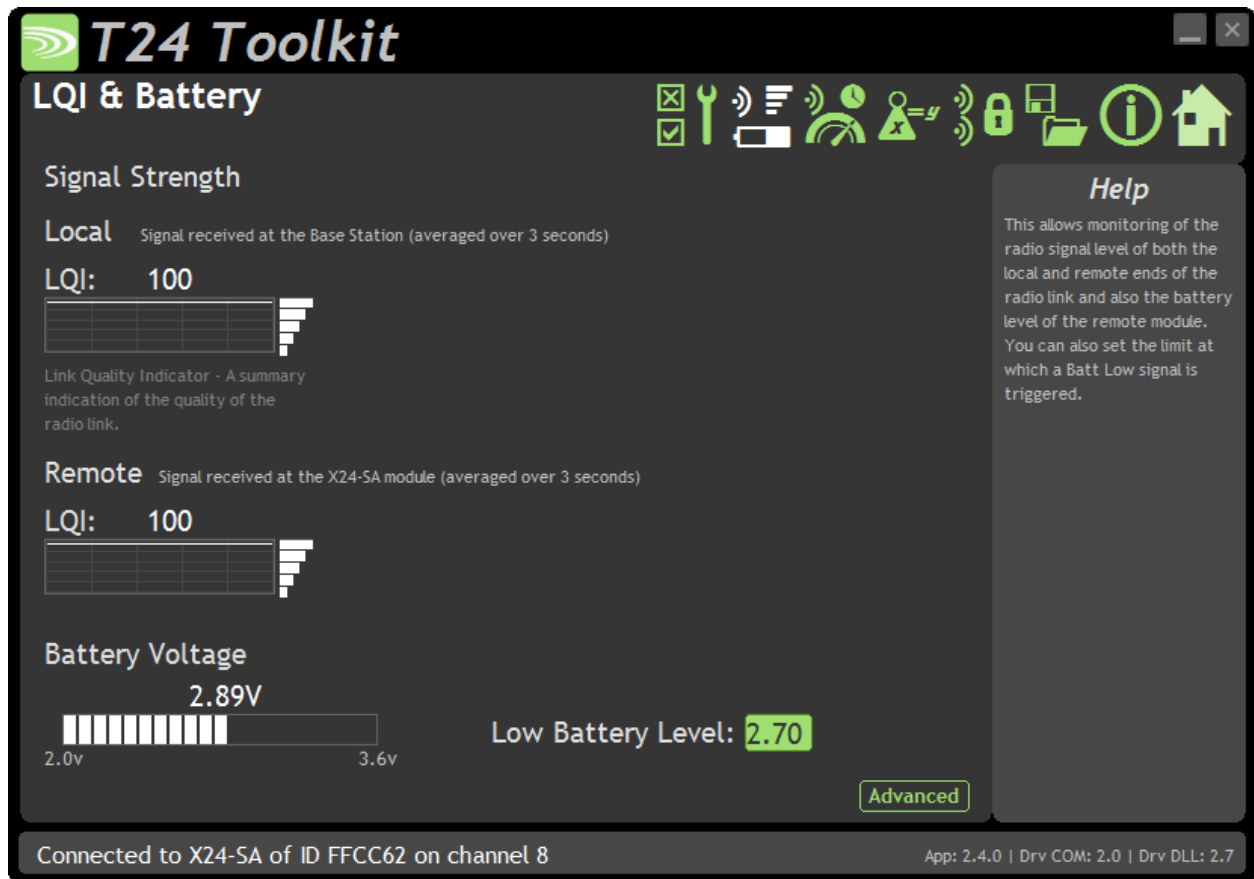 T24 Toolkit
LQI & Battery
x=y
Signal Strength
Local Signal received at the Base Station (averaged over 3 seconds)
LQI: 100
Link Quality Indicator - A summary
indication of the quality of the
radio link.
Remote Signal received at the X24-SA module (averaged over 3 seconds)
LQI: 100
Battery Voltage
2.89V
2.0v 3.6v
Low Battery Level: 2.70
Advanced
Help
This allows monitoring of the
radio signal level of both the
local and remote ends of the
radio link and also the battery
level of the remote module.
You can also set the limit at
which a Batt Low signal is
triggered.
Connected to X24-SA of ID FFCC62 on channel 8
App: 2.4.0 | Drv COM: 2.0 | Drv DLL: 2.7